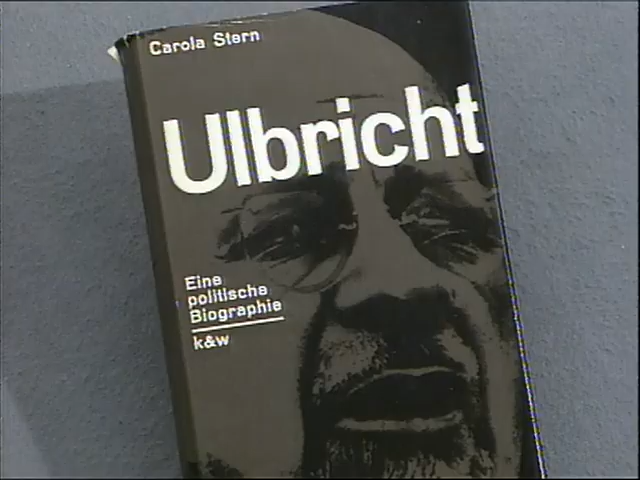 Carola Stern
Ulbricht
Eine
politische
Biographie
k&w